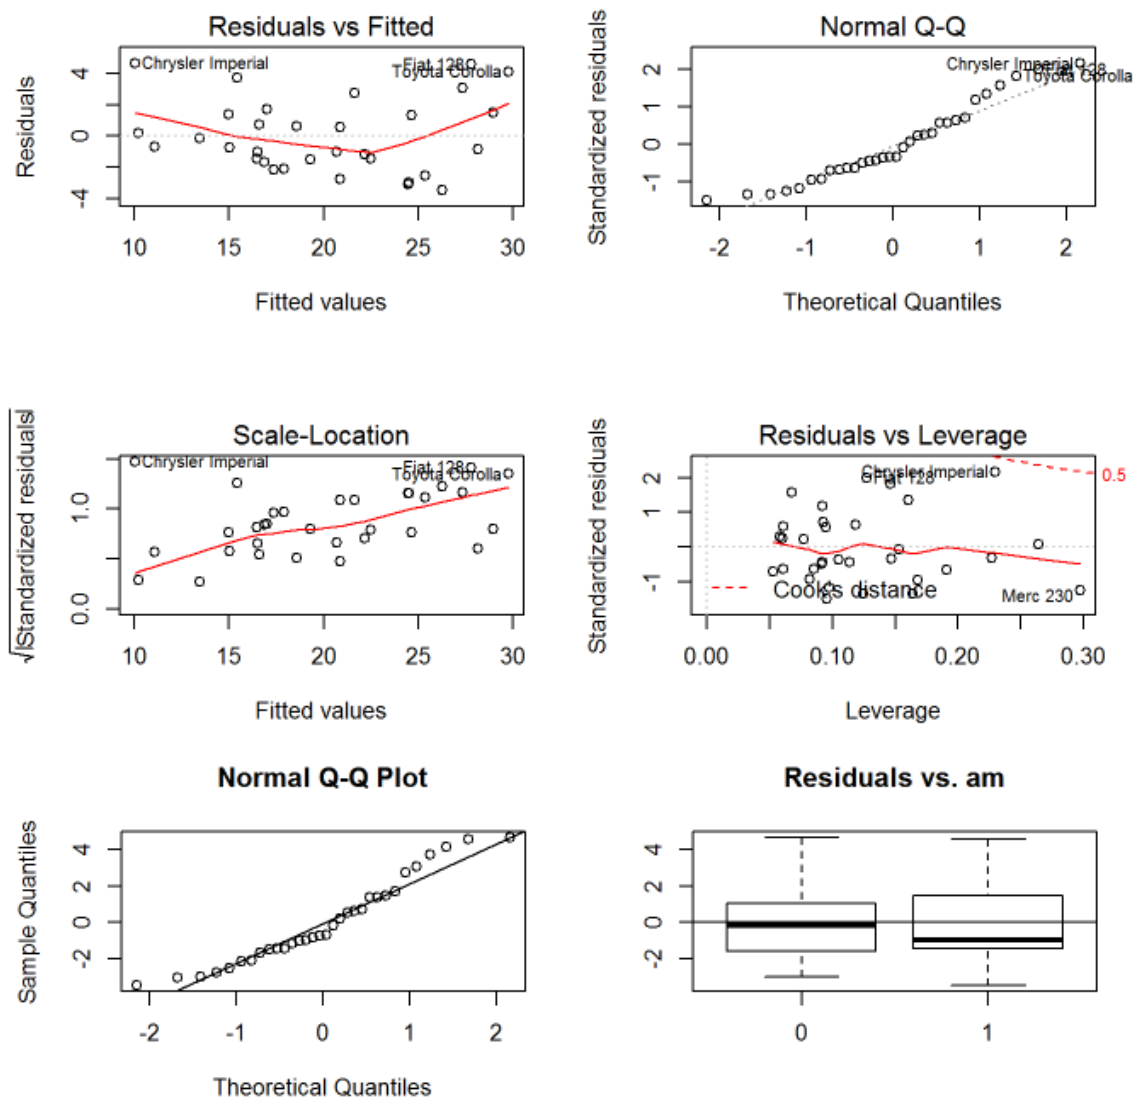 Residuals vs Fitted
Residuals
4
0
-4
Chrysler Imperial
Fiat 128
Toyota Corolla
10 15 20 25 30
Fitted values
Normal Q-Q
Standardized residuals
2
1
0
-1
Chrysler Imperial
Fiat 128
Toyota Corolla
-2 -1 0 1 2
Theoretical Quantiles
Scale-Location
√|Standardized residuals|
1.0
0.0
Chrysler Imperial
Fiat 128
Toyota Corolla
10 15 20 25 30
Fitted values
Residuals vs Leverage
Standardized residuals
2
1
0
-1
Chrysler Imperial
Fiat 128
0.5
Cook's distance
Merc 230
0.00 0.10 0.20 0.30
Leverage
Normal Q-Q Plot
Sample Quantiles
4
2
0
-2
-2 -1 0 1 2
Theoretical Quantiles
Residuals vs. am
4
2
0
-2
0 1